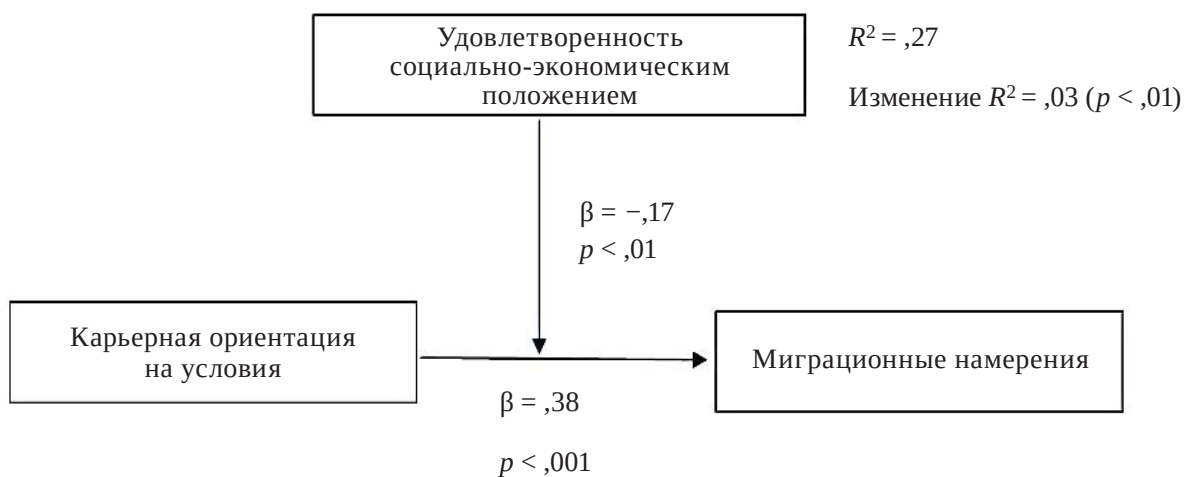 Удовлетворенность
социально-экономическим
положением
R² = ,27
Изменение R² = ,03 (p < ,01)
β = −,17
p < ,01
Карьерная ориентация
на условия
Миграционные намерения
β = ,38
p < ,001